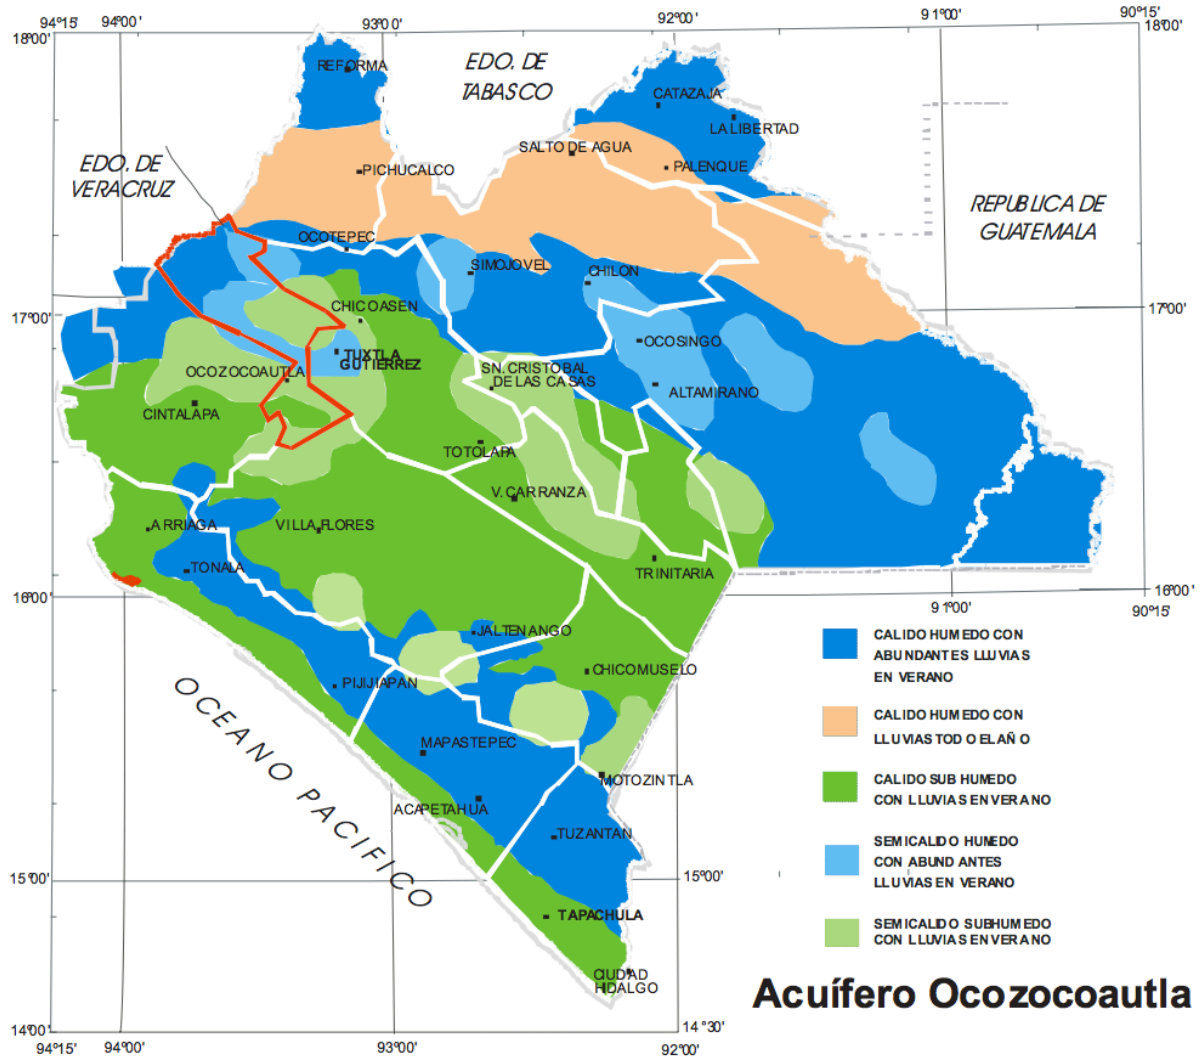 94°15' 94°00' 93°00' 92°00' 91°00' 90°15'
18°00' 18°00'
REFORMA
EDO. DE
TABASCO
CATAZAJA
LA LIBERTAD
SALTO DE AGUA
EDO. DE
VERACRUZ
PICHUCALCO
PALENQUE
REPUBLICA DE
GUATEMALA
OCOTEPEC
SIMOJOVEL
CHILON
17°00' 17°00'
CHICOASEN
OCOSINGO
TUXTLA
GUTIERREZ
OCOZOCOAUTLA
SN. CRISTOBAL
DE LAS CASAS
ALTAMIRANO
CINTALAPA
TOTOLAPA
V. CARRANZA
ARRIAGA
VILLA FLORES
TONALA
TRINITARIA
16°00' 16°00'
91°00' 90°15'
JALTENANGO
CHICOMUSELO
PIJIJIAPAN
MAPASTEPEC
MOTOZINTLA
ACAPETAHUA
TUZANTAN
OCEANO PACIFICO
15°00' 15°00'
TAPACHULA
CIUDAD
HIDALGO
14°00' 14°30'
94°15' 94°00' 93°00' 92°00'
CALIDO HUMEDO CON
ABUNDANTES LLUVIAS
EN VERANO
CALIDO HUMEDO CON
LLUVIAS TODO EL AÑO
CALIDO SUB HUMEDO
CON LLUVIAS EN VERANO
SEMICALIDO HUMEDO
CON ABUNDANTES
LLUVIAS EN VERANO
SEMICALIDO SUBHUMEDO
CON LLUVIAS EN VERANO
Acuífero Ocozocoautla